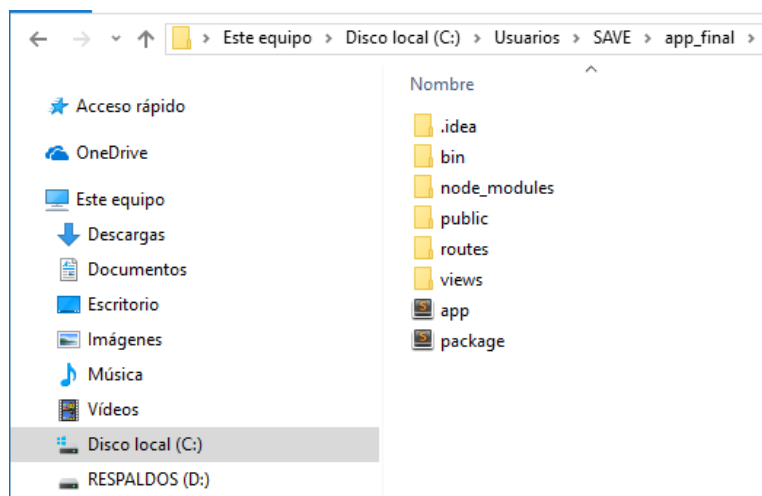 Este equipo > Disco local (C:) > Usuarios > SAVE > app_final >
Nombre
Acceso rápido
OneDrive
Este equipo
Descargas
Documentos
Escritorio
Imágenes
Música
Vídeos
Disco local (C:)
RESPALDOS (D:)
.idea
bin
node_modules
public
routes
views
app
package